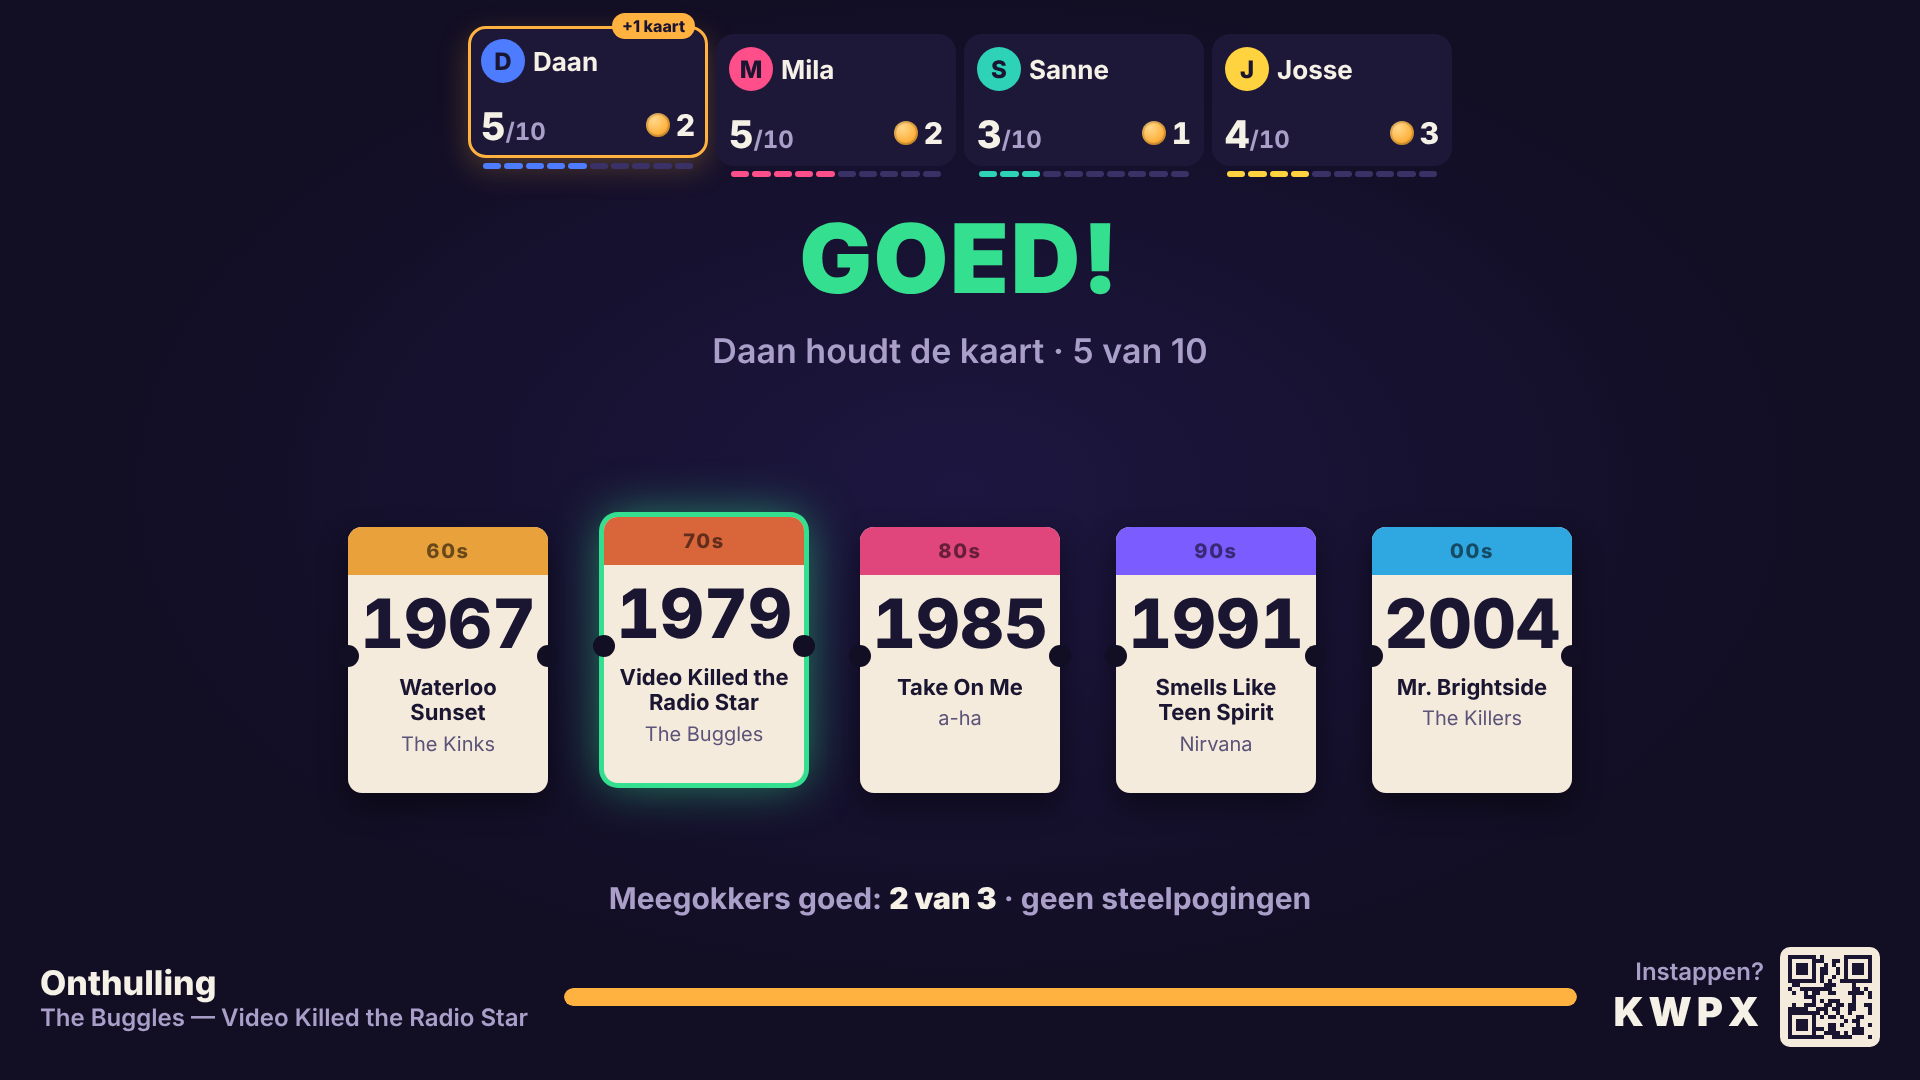 +1 kaart
D Daan
5/10 2
M Mila
5/10 2
S Sanne
3/10 1
J Josse
4/10 3
GOED!
Daan houdt de kaart · 5 van 10
60s
1967
Waterloo
Sunset
The Kinks
70s
1979
Video Killed the
Radio Star
The Buggles
80s
1985
Take On Me
a-ha
90s
1991
Smells Like
Teen Spirit
Nirvana
00s
2004
Mr. Brightside
The Killers
Meegokkers goed: 2 van 3 · geen steelpogingen
Onthulling
The Buggles — Video Killed the Radio Star
Instappen?
KWPX